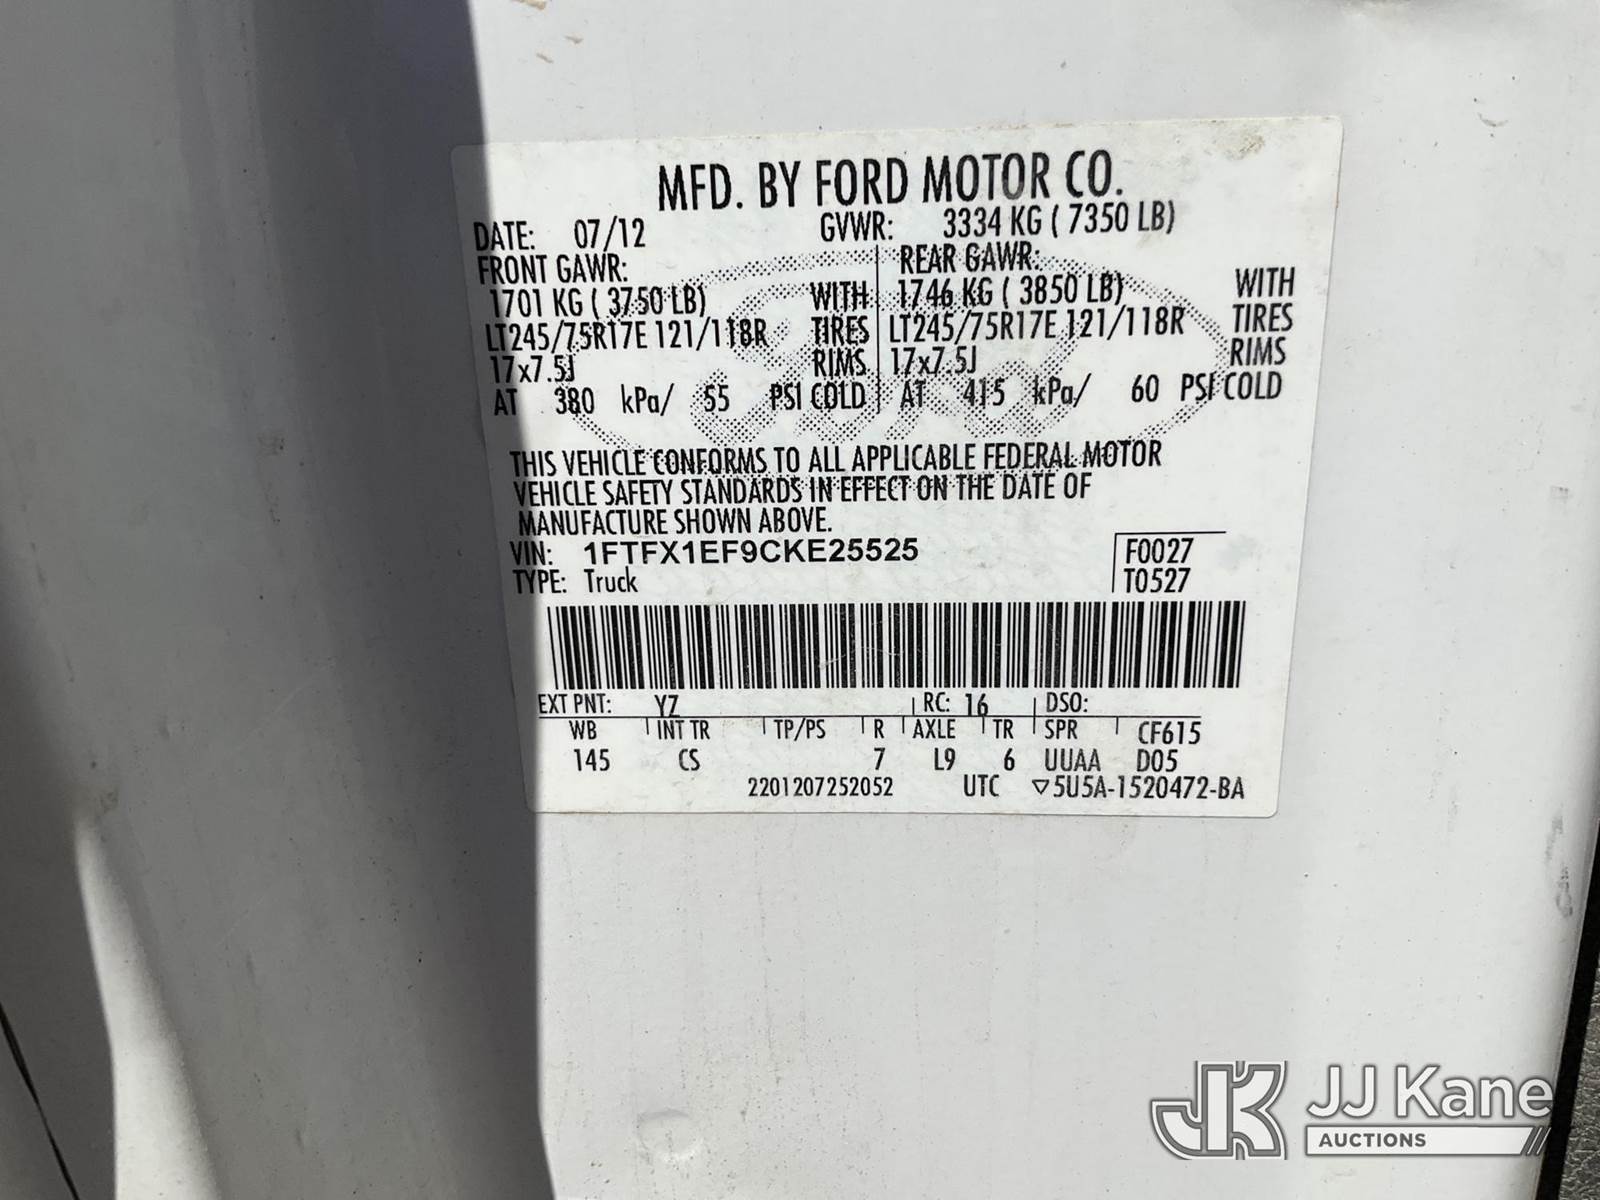 MFD. BY FORD MOTOR CO.
DATE: 07/12 GVWR: 3334 KG ( 7350 LB)
FRONT GAWR: REAR GAWR:
1701 KG ( 3750 LB) WITH 1746 KG ( 3850 LB) WITH
LT245/75R17E 121/118R TIRES LT245/75R17E 121/118R TIRES
17x7.5J RIMS 17x7.5J RIMS
AT 380 kPa/ 55 PSI COLD AT 415 kPa/ 60 PSI COLD
THIS VEHICLE CONFORMS TO ALL APPLICABLE FEDERAL MOTOR
VEHICLE SAFETY STANDARDS IN EFFECT ON THE DATE OF
MANUFACTURE SHOWN ABOVE.
VIN: 1FTFX1EF9CKE25525 F0027
TYPE: Truck T0527
EXT PNT: YZ RC: 16 DSO:
WB INT TR TP/PS R AXLE TR SPR CF615
145 CS 7 L9 6 UUAA D05
2201207252052 UTC ▽5U5A-1520472-BA
JK JJ Kane
AUCTIONS